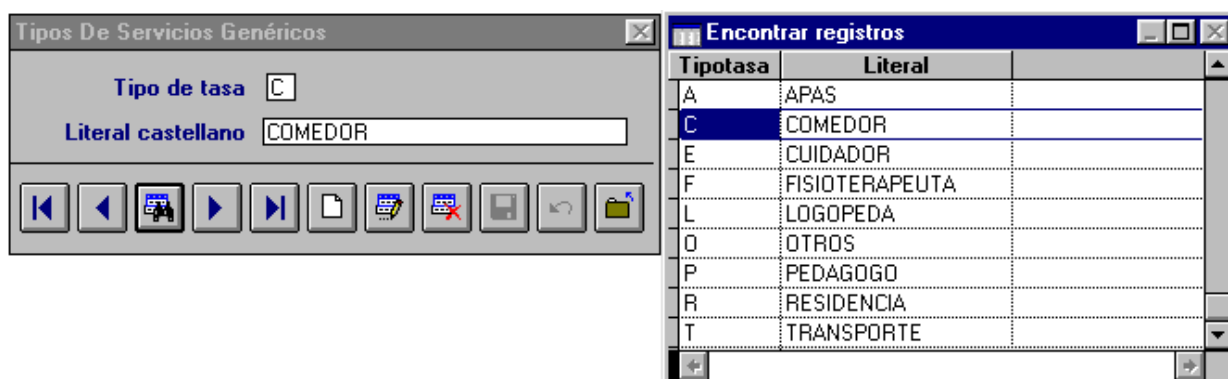 Tipos De Servicios Genéricos
Tipo de tasa C
Literal castellano COMEDOR
Encontrar registros
Tipotasa Literal
A APAS
C COMEDOR
E CUIDADOR
F FISIOTERAPEUTA
L LOGOPEDA
O OTROS
P PEDAGOGO
R RESIDENCIA
T TRANSPORTE